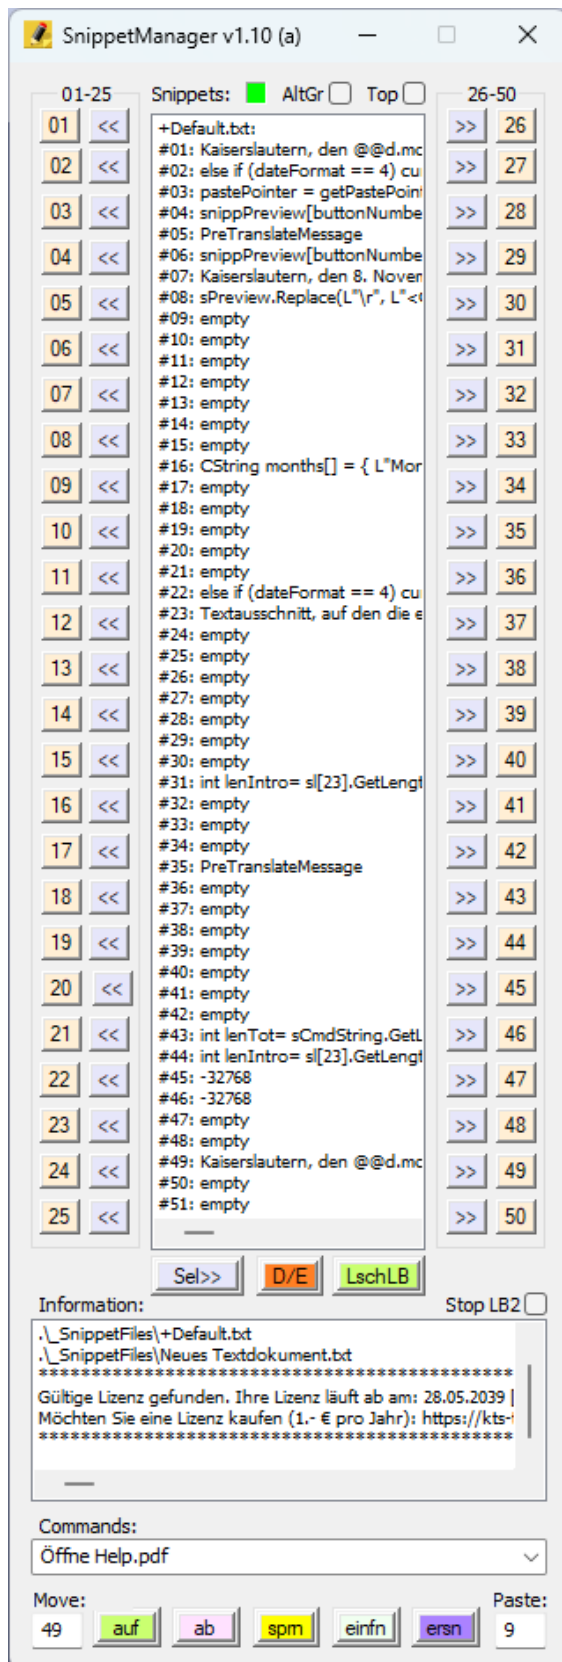 SnippetManager v1.10 (a)
01-25 Snippets: AltGr Top 26-50
01 << >> 26
02 << >> 27
03 << >> 28
04 << >> 29
05 << >> 30
06 << >> 31
07 << >> 32
08 << >> 33
09 << >> 34
10 << >> 35
11 << >> 36
12 << >> 37
13 << >> 38
14 << >> 39
15 << >> 40
16 << >> 41
17 << >> 42
18 << >> 43
19 << >> 44
20 << >> 45
21 << >> 46
22 << >> 47
23 << >> 48
24 << >> 49
25 << >> 50
+Default.txt:
#01: Kaiserslautern, den @@d.mc
#02: else if (dateFormat == 4) cu
#03: pastePointer = getPastePoin
#04: snippPreview[buttonNumbe
#05: PreTranslateMessage
#06: snippPreview[buttonNumbe
#07: Kaiserslautern, den 8. Noven
#08: sPreview.Replace(L"\r", L"<
#09: empty
#10: empty
#11: empty
#12: empty
#13: empty
#14: empty
#15: empty
#16: CString months[] = { L"Mor
#17: empty
#18: empty
#19: empty
#20: empty
#21: empty
#22: else if (dateFormat == 4) cu
#23: Textausschnitt, auf den die e
#24: empty
#25: empty
#26: empty
#27: empty
#28: empty
#29: empty
#30: empty
#31: int lenIntro= sl[23].GetLengt
#32: empty
#33: empty
#34: empty
#35: PreTranslateMessage
#36: empty
#37: empty
#38: empty
#39: empty
#40: empty
#41: empty
#42: empty
#43: int lenTot= sCmdString.GetL
#44: int lenIntro= sl[23].GetLengt
#45: -32768
#46: -32768
#47: empty
#48: empty
#49: Kaiserslautern, den @@d.mc
#50: empty
#51: empty
Sel>> D/E LschLB
Information: Stop LB2
.\_SnippetFiles\+Default.txt
.\_SnippetFiles\Neues Textdokument.txt
**************************************************
Gültige Lizenz gefunden. Ihre Lizenz läuft ab am: 28.05.2039 [
Möchten Sie eine Lizenz kaufen (1.- € pro Jahr): https://kts-t
**************************************************
Commands:
Öffne Help.pdf
Move: Paste:
49 auf ab sprn einfn ersn 9